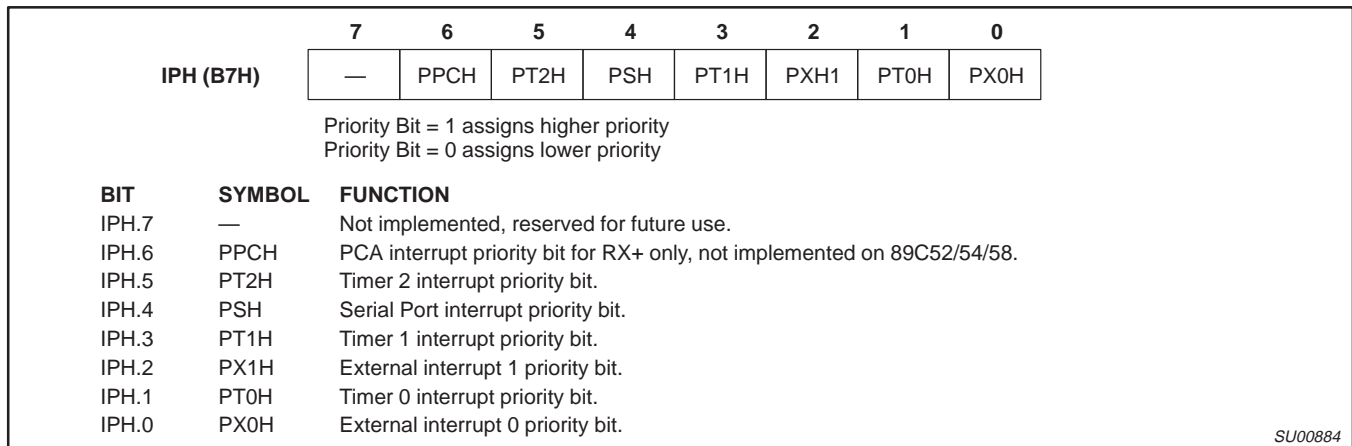 7 6 5 4 3 2 1 0
IPH (B7H) — PPCH PT2H PSH PT1H PXH1 PT0H PX0H
Priority Bit = 1 assigns higher priority
Priority Bit = 0 assigns lower priority
BIT SYMBOL FUNCTION
IPH.7 — Not implemented, reserved for future use.
IPH.6 PPCH PCA interrupt priority bit for RX+ only, not implemented on 89C52/54/58.
IPH.5 PT2H Timer 2 interrupt priority bit.
IPH.4 PSH Serial Port interrupt priority bit.
IPH.3 PT1H Timer 1 interrupt priority bit.
IPH.2 PX1H External interrupt 1 priority bit.
IPH.1 PT0H Timer 0 interrupt priority bit.
IPH.0 PX0H External interrupt 0 priority bit.
SU00884